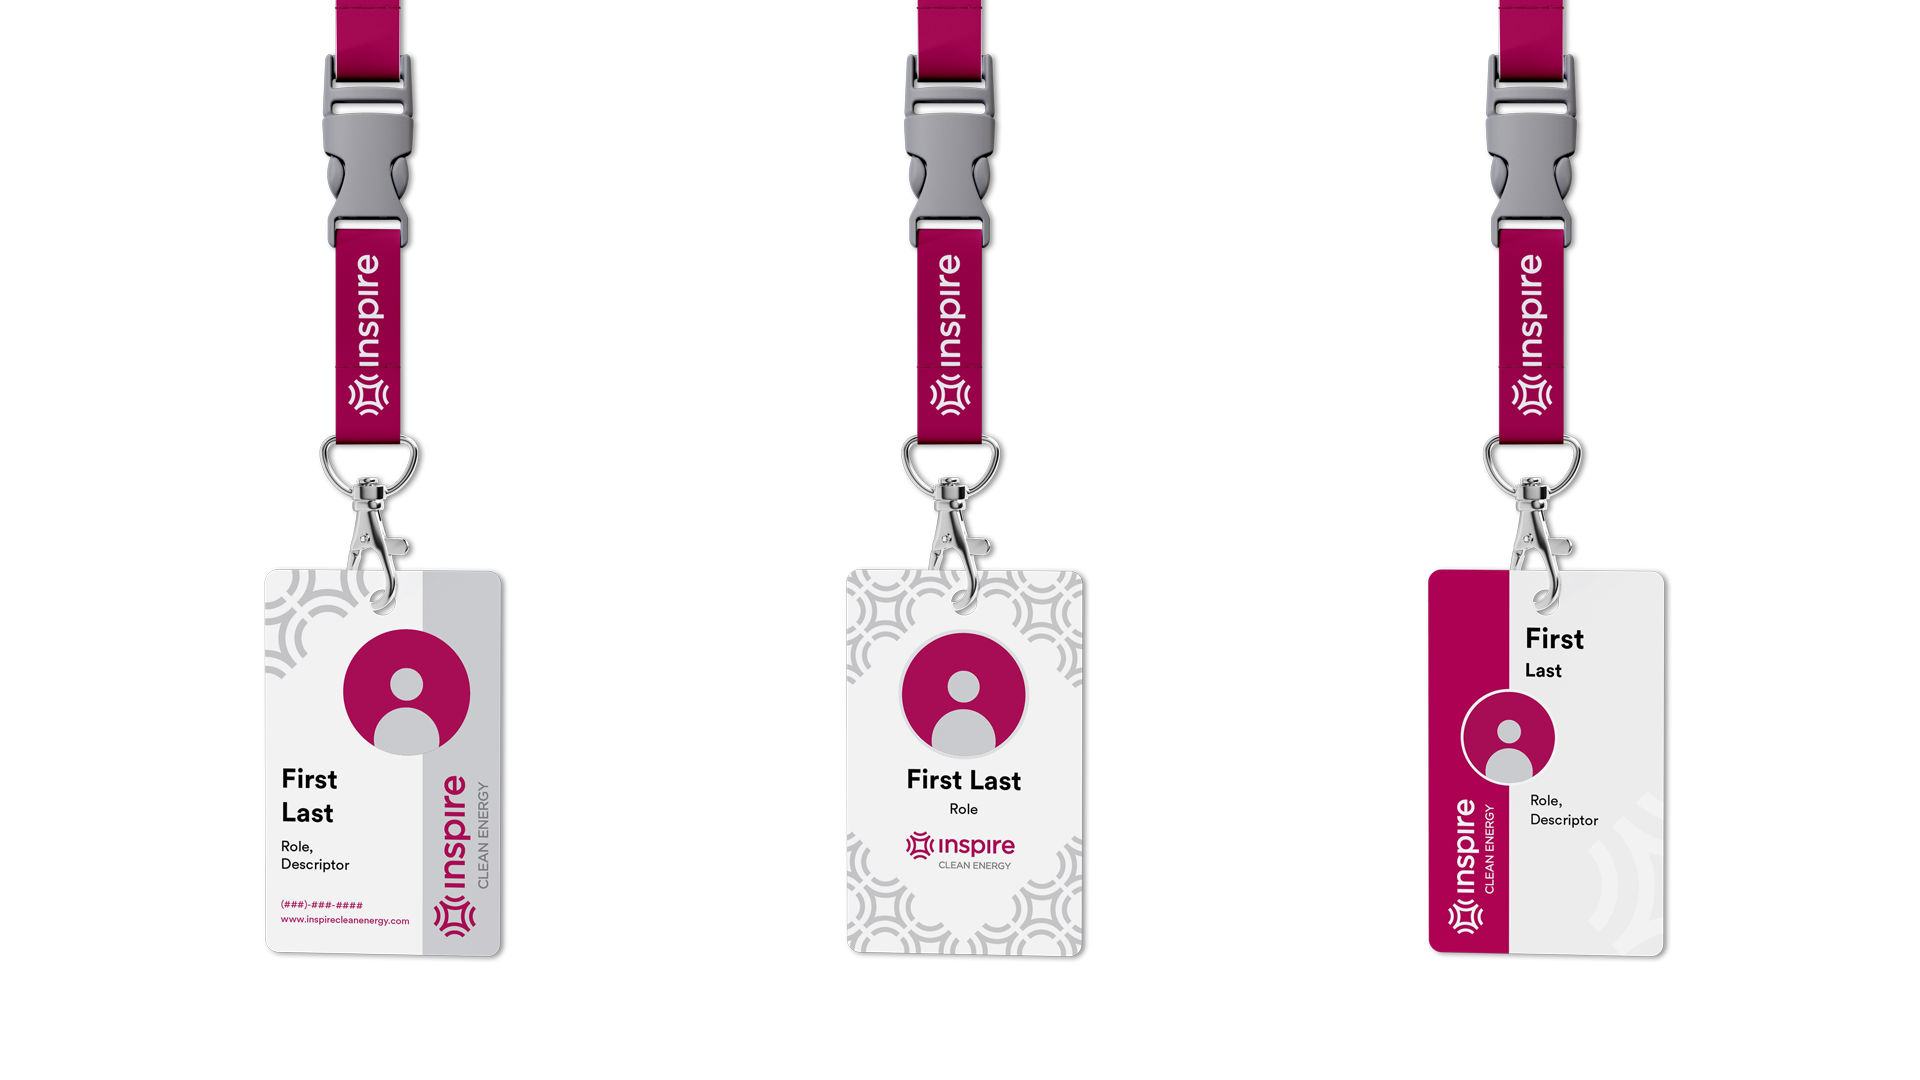 inspire
First
Last
Role,
Descriptor
(###)-###-####
www.inspirecleanenergy.com
inspire
CLEAN ENERGY
inspire
First Last
Role
inspire
CLEAN ENERGY
inspire
First
Last
Role,
Descriptor
inspire
CLEAN ENERGY